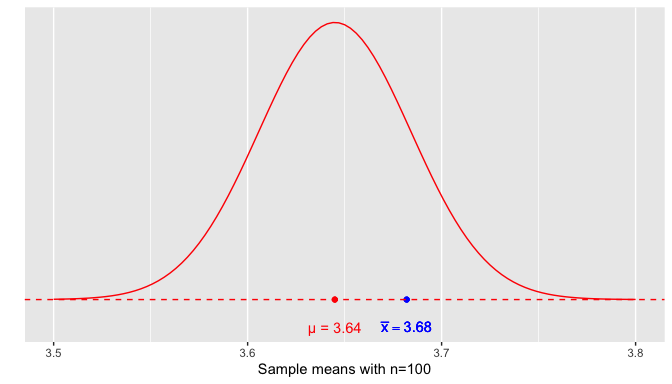 μ = 3.64 x̅ = 3.68
3.5 3.6 3.7 3.8
Sample means with n=100